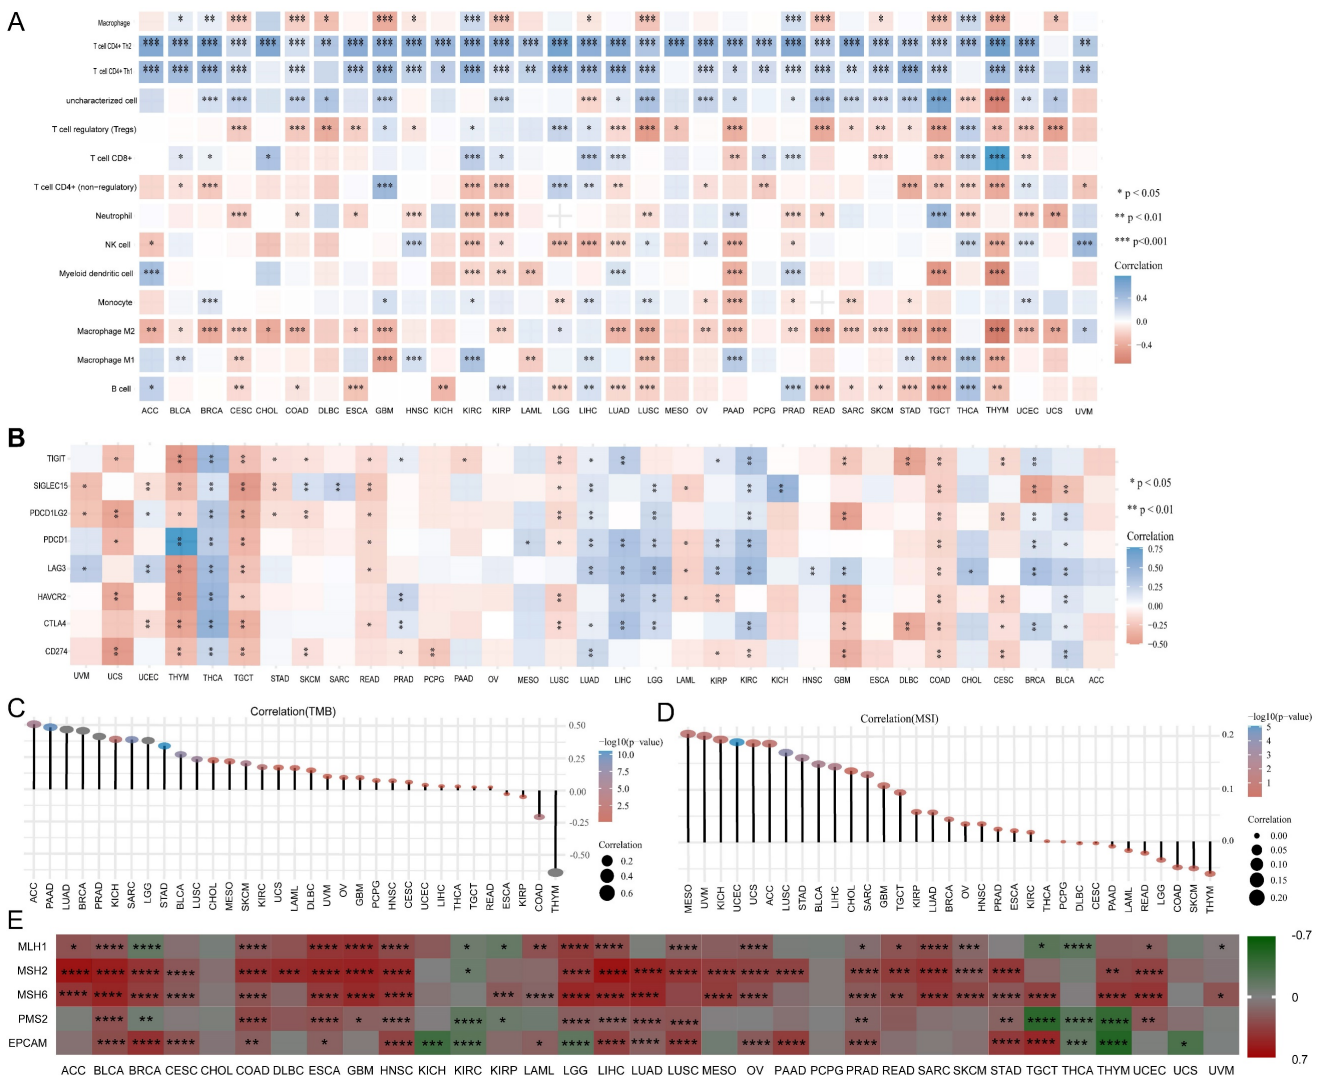 A
Macrophage
T cell CD4+ Th2
T cell CD4+ Th1
uncharacterized cell
T cell regulatory (Tregs)
T cell CD8+
T cell CD4+ (non−regulatory)
Neutrophil
NK cell
Myeloid dendritic cell
Monocyte
Macrophage M2
Macrophage M1
B cell
ACC BLCA BRCA CESC CHOL COAD DLBC ESCA GBM HNSC KICH KIRC KIRP LAML LGG LIHC LUAD LUSC MESO OV PAAD PCPG PRAD READ SARC SKCM STAD TGCT THCA THYM UCEC UCS UVM
* p < 0.05
** p < 0.01
*** p<0.001
Correlation
0.4
0.0
−0.4
B
TIGIT
SIGLEC15
PDCD1LG2
PDCD1
LAG3
HAVCR2
CTLA4
CD274
UVM UCS UCEC THYM THCA TGCT STAD SKCM SARC READ PRAD PCPG PAAD OV MESO LUSC LUAD LIHC LGG LAML KIRP KIRC KICH HNSC GBM ESCA DLBC COAD CHOL CESC BRCA BLCA ACC
* p < 0.05
** p < 0.01
Correlation
0.75
0.50
0.25
0.00
−0.25
−0.50
C
Correlation(TMB)
0.50
0.25
0.00
-0.25
-0.50
−log10(p−value)
10.0
7.5
5.0
2.5
Correlation
0.2
0.4
0.6
ACC PAAD LUAD BRCA PRAD KICH SARC LGG STAD BLCA LUSC CHOL MESO SKCM KIRC UCS LAML DLBC UVM OV GBM PCPG HNSC CESC UCEC LIHC THCA TGCT READ ESCA KIRP COAD THYM
D
Correlation(MSI)
0.2
0.1
0.0
−log10(p−value)
5
4
3
2
1
Correlation
0.00
0.05
0.10
0.15
0.20
MESO UVM KICH UCEC UCS ACC LUSC STAD BLCA LIHC CHOL SARC GBM TGCT KIRP LUAD BRCA OV HNSC PRAD ESCA KIRC THCA PCPG DLBC CESC PAAD LAML READ LGG COAD SKCM THYM
E
MLH1
MSH2
MSH6
PMS2
EPCAM
ACC BLCA BRCA CESC CHOL COAD DLBC ESCA GBM HNSC KICH KIRC KIRP LAML LGG LIHC LUAD LUSC MESO OV PAAD PCPG PRAD READ SARC SKCM STAD TGCT THCA THYM UCEC UCS UVM
-0.7
0
0.7